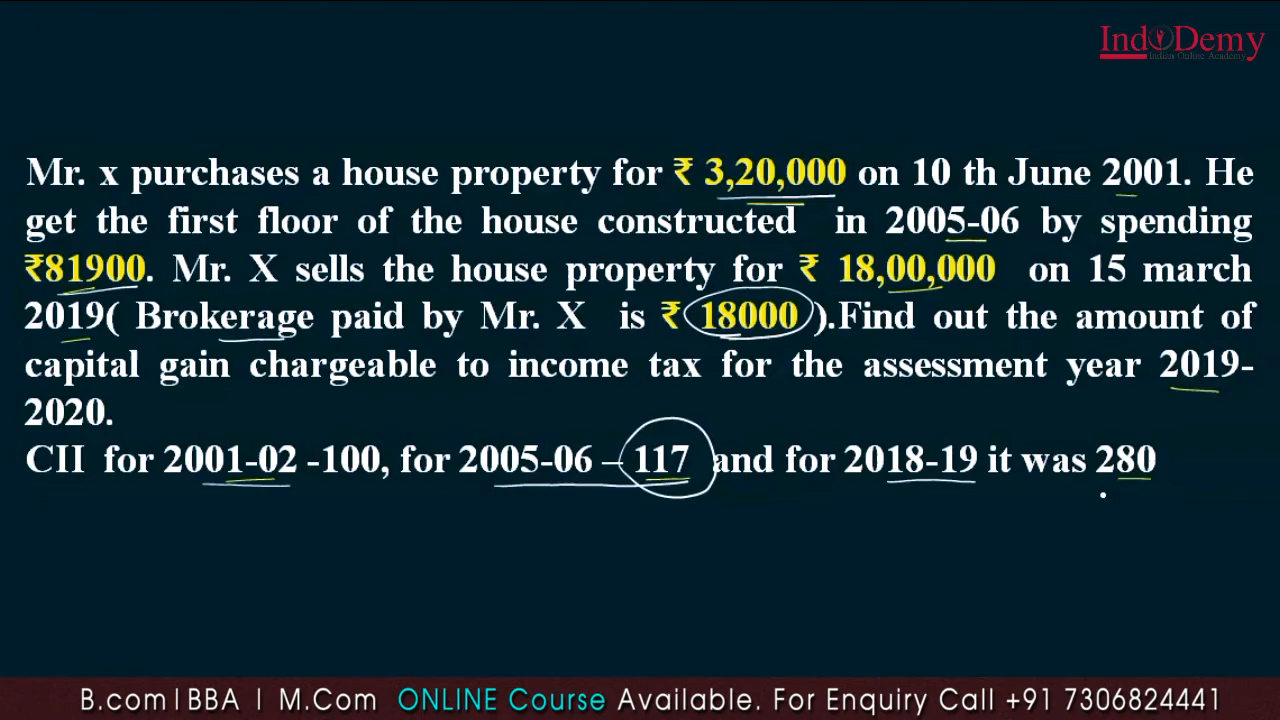 IndoDemy
Indian Online Academy
Mr. x purchases a house property for ₹ 3,20,000 on 10 th June 2001. He
get the first floor of the house constructed in 2005-06 by spending
₹81900. Mr. X sells the house property for ₹ 18,00,000 on 15 march
2019( Brokerage paid by Mr. X is ₹ 18000 ).Find out the amount of
capital gain chargeable to income tax for the assessment year 2019-
2020.
CII for 2001-02 -100, for 2005-06 – 117 and for 2018-19 it was 280
B.com|BBA | M.Com ONLINE Course Available. For Enquiry Call +91 7306824441